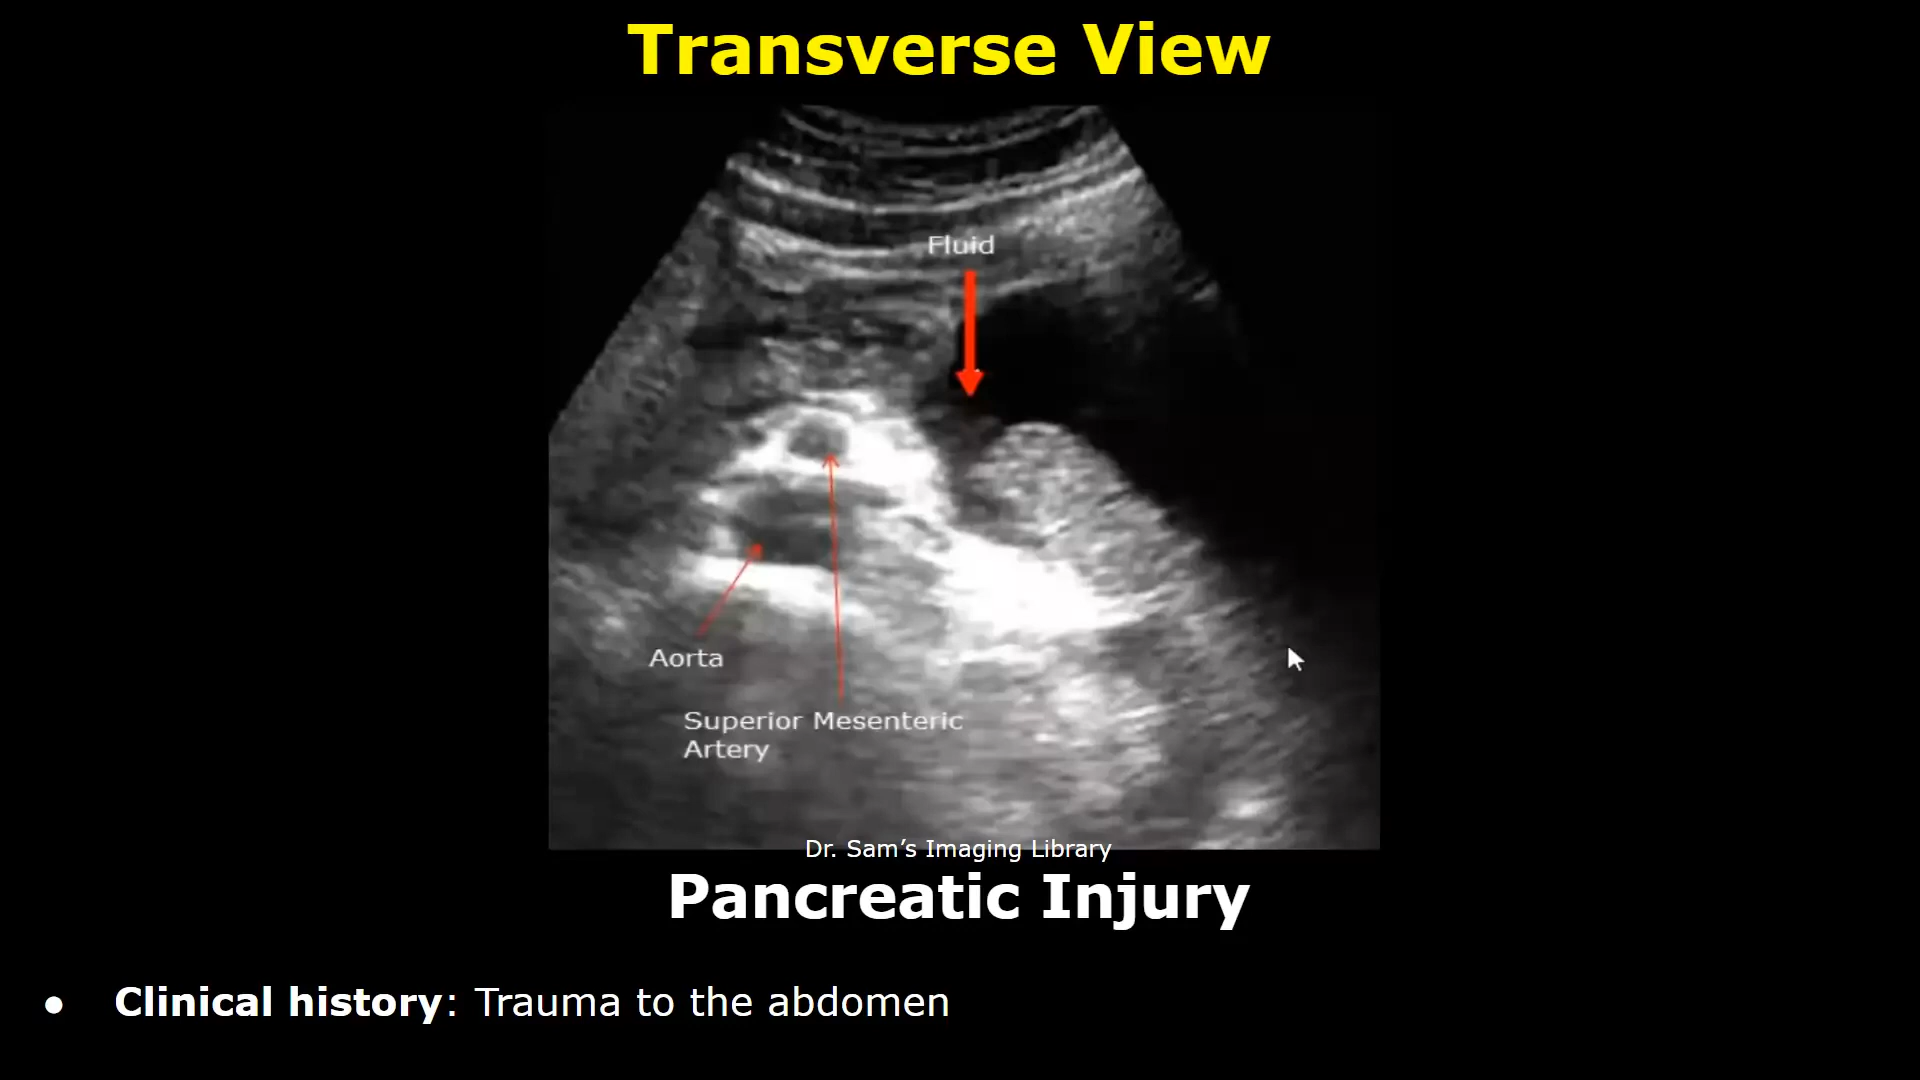 Transverse View
Fluid
Aorta
Superior Mesenteric
Artery
Dr. Sam’s Imaging Library
Pancreatic Injury
● Clinical history: Trauma to the abdomen